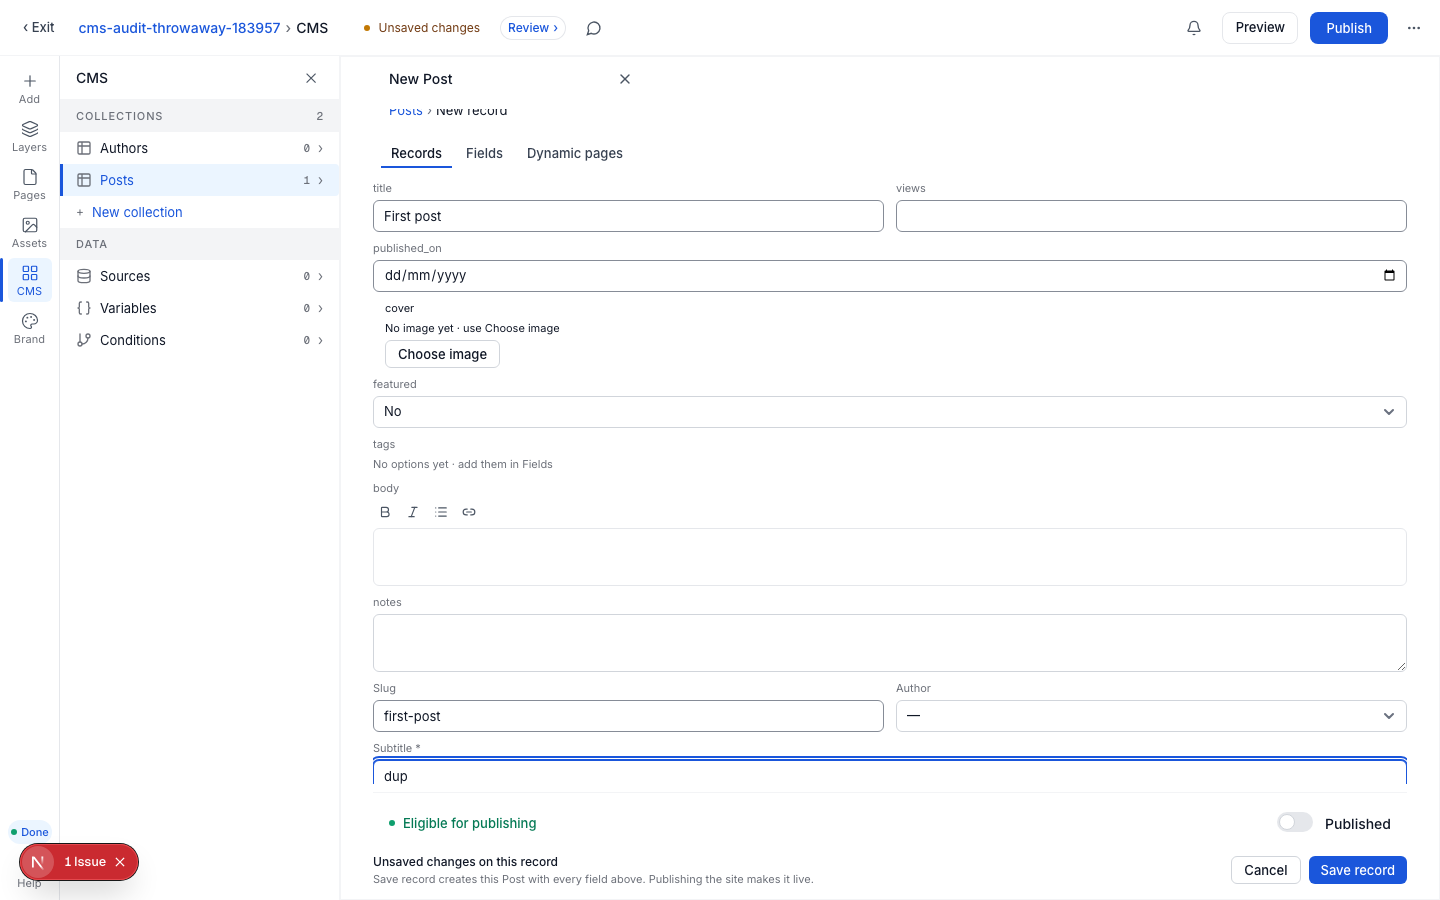 ‹ Exit
cms-audit-throwaway-183957 › CMS
Unsaved changes
Review ›
Preview
Publish
Add
Layers
Pages
Assets
CMS
Brand
Done
1 Issue
Help
CMS
COLLECTIONS 2
Authors 0 ›
Posts 1 ›
+ New collection
DATA
Sources 0 ›
Variables 0 ›
Conditions 0 ›
New Post
Posts › New record
Records Fields Dynamic pages
title views
First post
published_on
dd/mm/yyyy
cover
No image yet · use Choose image
Choose image
featured
No
tags
No options yet · add them in Fields
body
B I
notes
Slug Author
first-post —
Subtitle *
dup
Eligible for publishing
Published
Unsaved changes on this record
Save record creates this Post with every field above. Publishing the site makes it live.
Cancel Save record